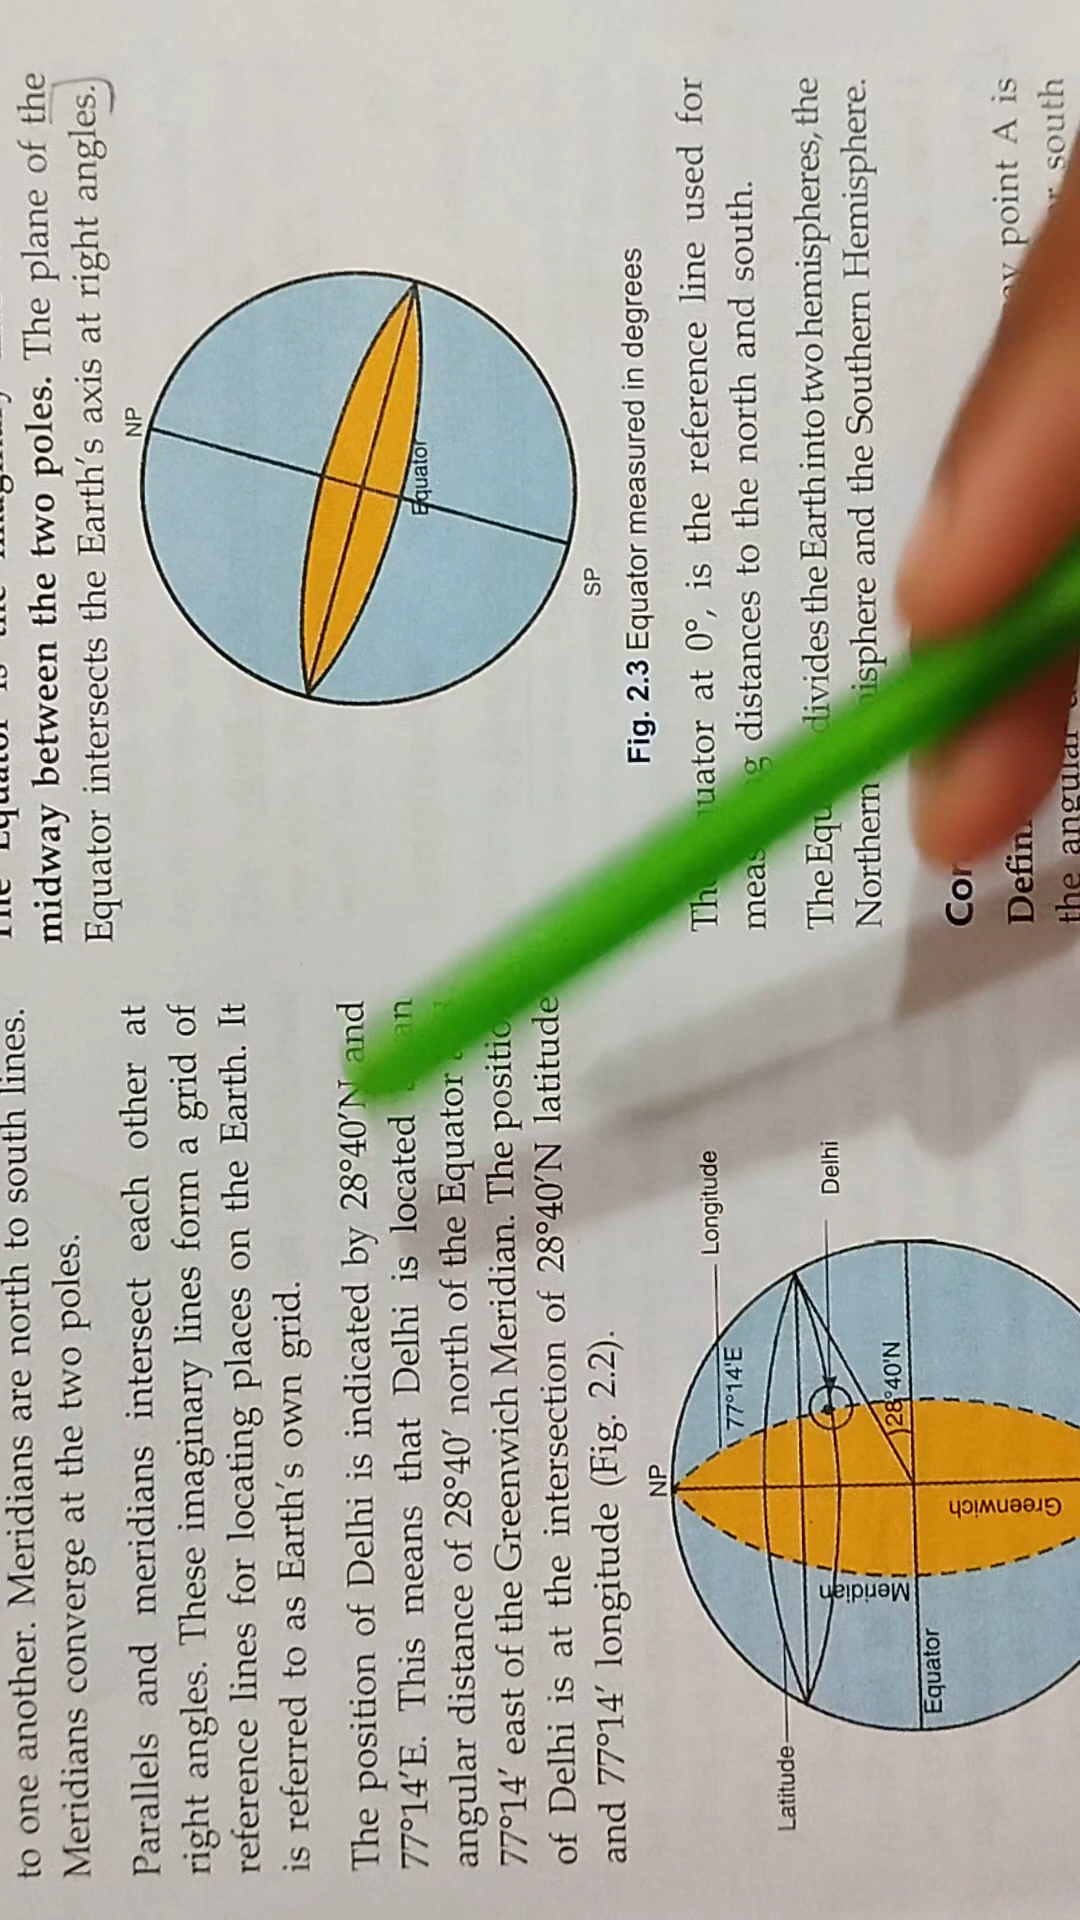 to one another. Meridians are north to south lines.
Meridians converge at the two poles.
Parallels and meridians intersect each other at
right angles. These imaginary lines form a grid of
reference lines for locating places on the Earth. It
is referred to as Earth's own grid.
The position of Delhi is indicated by 28°40′N and
77°14′E. This means that Delhi is located an
angular distance of 28°40′ north of the Equator
77°14′ east of the Greenwich Meridian. The
of Delhi is at the intersection of 28°40′N latitude
and 77°14′ longitude (Fig. 2.2).
NP
Longitude
77°14'E
Delhi
28°40'N
Greenwich
Meridian
Equator
Latitude
midway between the two poles. The plane of the
Equator intersects the Earth's axis at right angles.
NP
Equator
SP
Fig. 2.3 Equator measured in degrees
at 0°, is the reference line used for
distances to the north and south.
The divides the Earth into two hemispheres, the
Northern and the Southern Hemisphere.
point A is
south
the angular